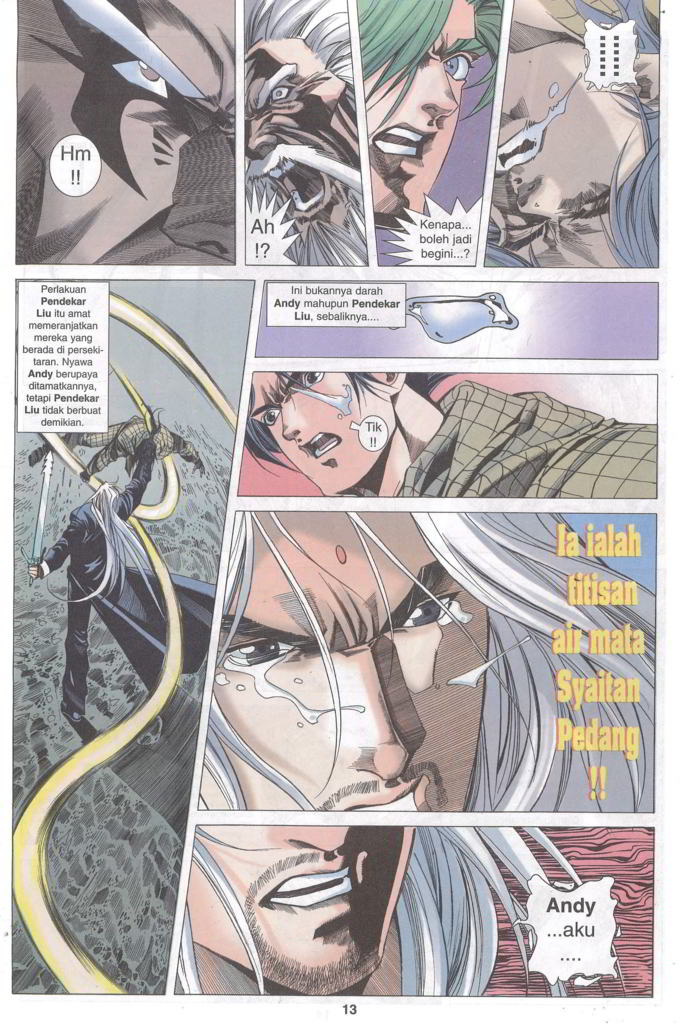 Hm
!!
Ah
!?
Kenapa...
boleh jadi
begini...?
Perlakuan
Pendekar
Liu itu amat
memeranjatkan
mereka yang
berada di perseki-
taran. Nyawa
Andy berupaya
ditamatkannya,
tetapi Pendekar
Liu tidak berbuat
demikian.
Ini bukannya darah
Andy mahupun Pendekar
Liu, sebaliknya....
Tik
!!
Ia ialah
titisan
air mata
Syaitan
Pedang
!!
Andy
...aku
....
13